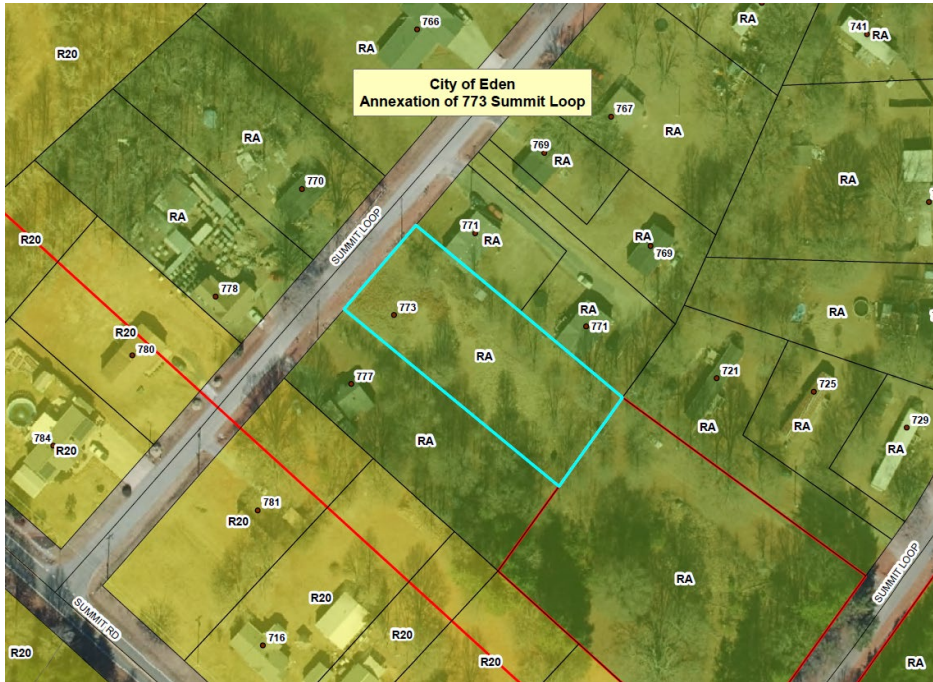 766
RA
741
RA
RA
R20
City of Eden
Annexation of 773 Summit Loop
767
RA
769
RA
RA
770
RA
SUMMIT LOOP
771
RA
RA
769
R20
778
773
RA
771
RA
R20
780
RA
777
721
RA
725
RA
729
RA
784
R20
RA
781
R20
SUMMIT LOOP
RA
SUMMIT RD
R20
716
R20
R20
R20
RA